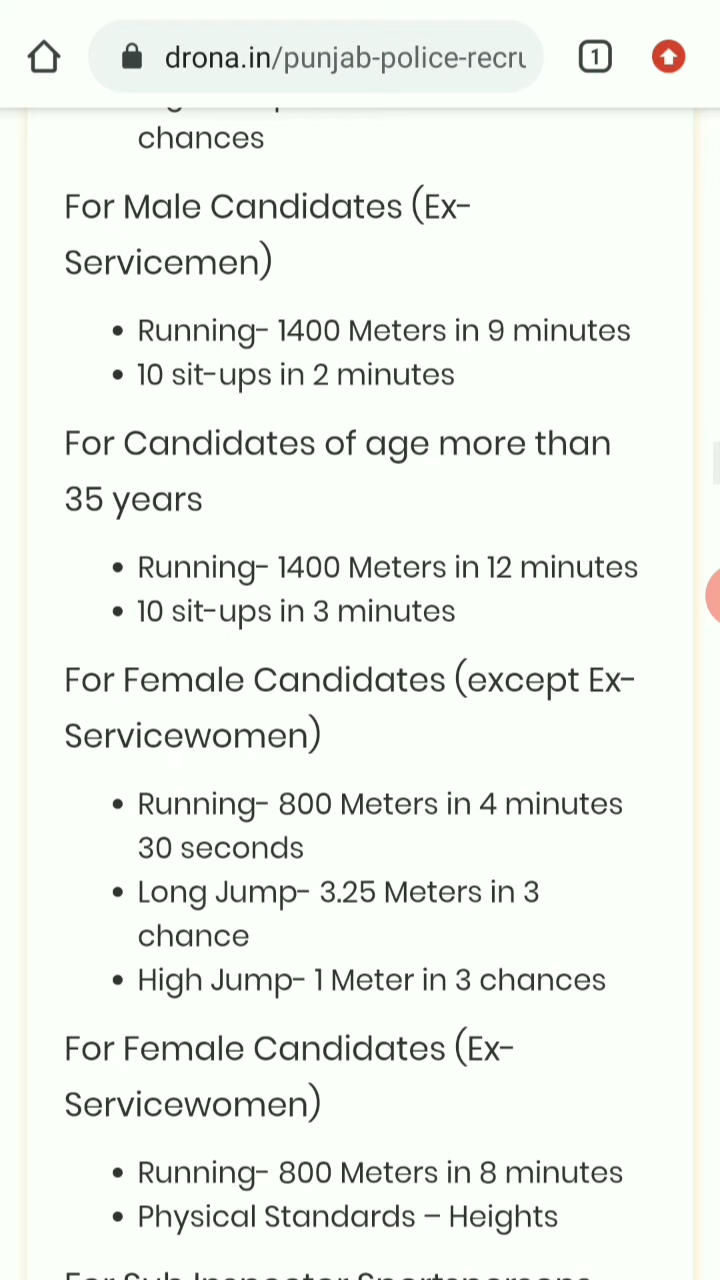 1
drona.in/punjab-police-recru
chances
For Male Candidates (Ex-
Servicemen)
• Running- 1400 Meters in 9 minutes
• 10 sit-ups in 2 minutes
For Candidates of age more than
35 years
• Running- 1400 Meters in 12 minutes
• 10 sit-ups in 3 minutes
For Female Candidates (except Ex-
Servicewomen)
• Running- 800 Meters in 4 minutes
30 seconds
• Long Jump- 3.25 Meters in 3
chance
• High Jump- 1 Meter in 3 chances
For Female Candidates (Ex-
Servicewomen)
• Running- 800 Meters in 8 minutes
• Physical Standards – Heights